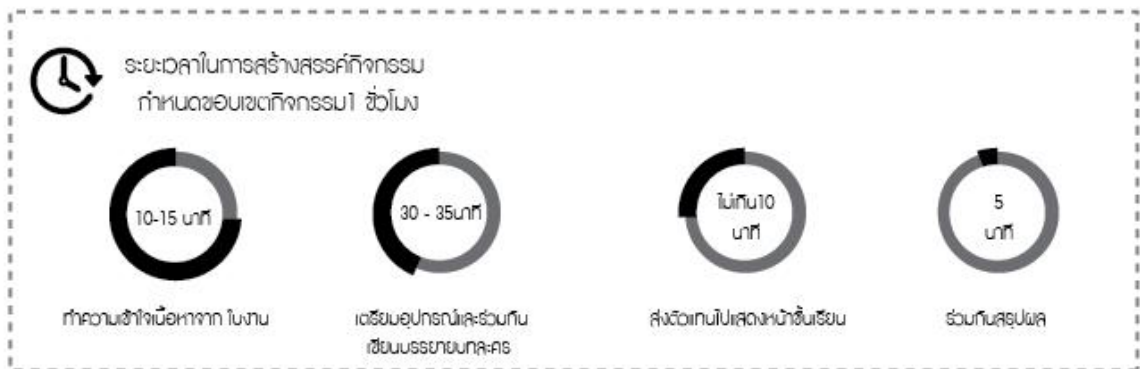 ระยะเวลาในการสร้างสรรค์กิจกรรม
กำหนดขอบเขตกิจกรรม1 ชั่วโมง
10-15 นาที
30 - 35นาที
ไม่เกิน10
นาที
5
นาที
ทำความเข้าใจเนื้อหาจาก ใบงาน
เตรียมอุปกรณ์และร่วมกัน
เขียนบรรยายบทละคร
ส่งตัวแทนไปแสดงหน้าชั้นเรียน
ร่วมกันสรุปผล